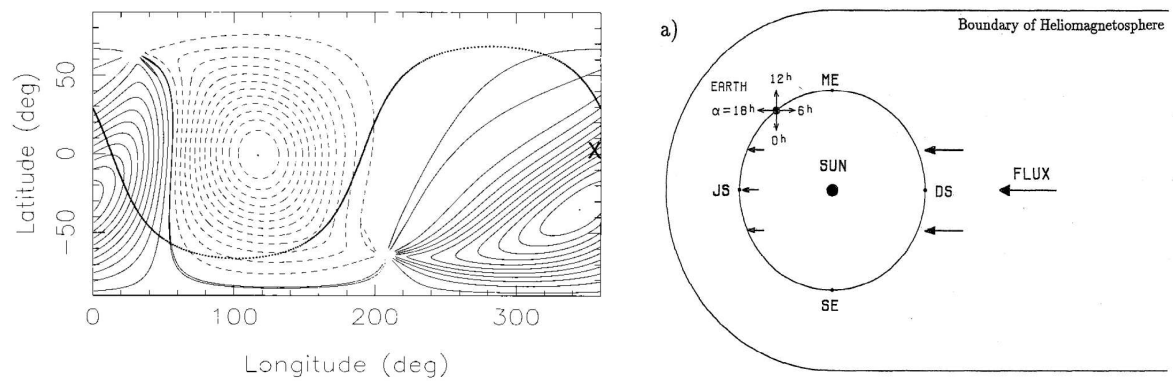 50
0
−50
Latitude (deg)
0
100
200
300
Longitude (deg)
X
a)
Boundary of Heliomagnetosphere
ME
EARTH
12h
α=18h
6h
0h
SUN
JS
DS
FLUX
SE